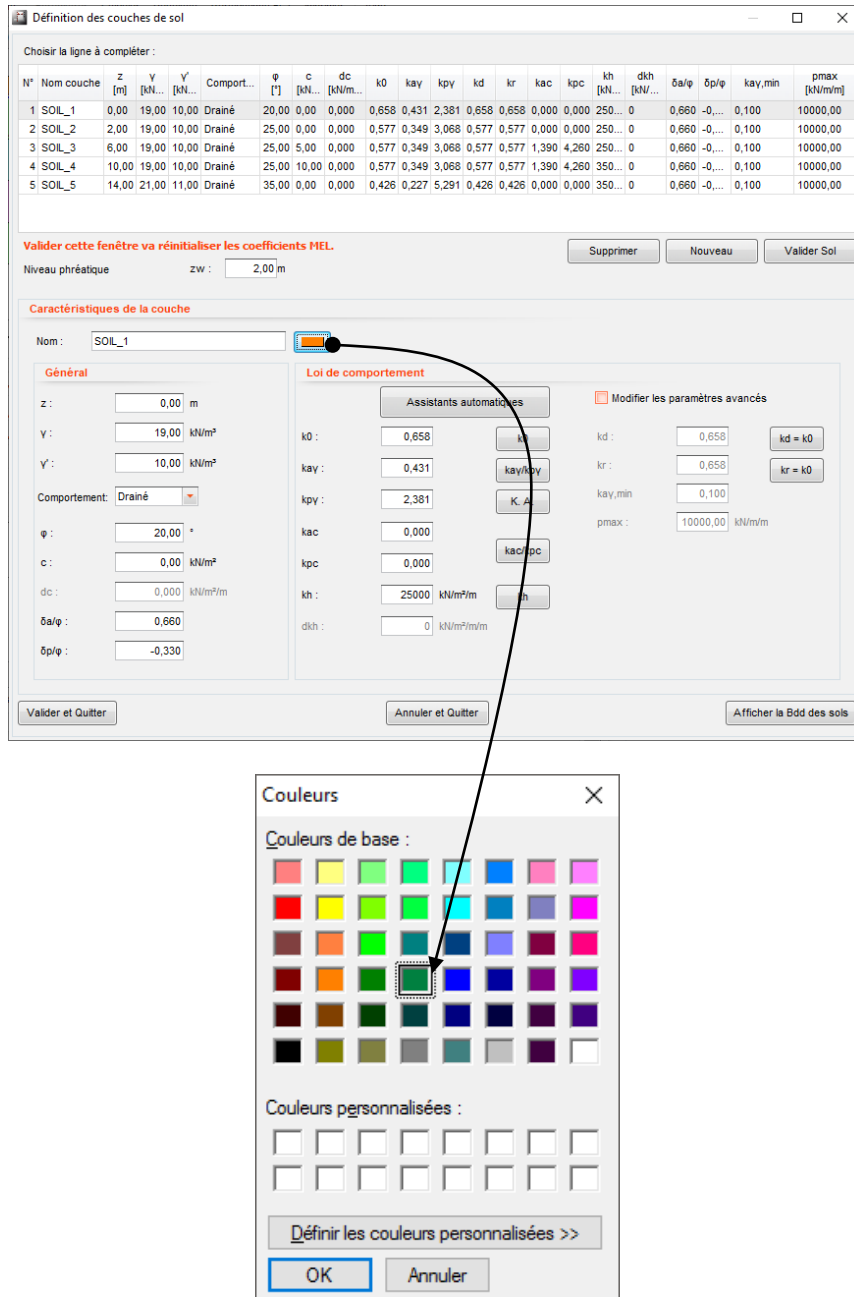 Définition des couches de sol
Choisir la ligne à compléter :
N° Nom couche z [m] γ [kN... γ' [kN... Comport... φ [°] c [kN... dc [kN/m... k0 kaγ kpγ kd kr kac kpc kh [kN... dkh [kN/... δa/φ δp/φ kaγ,min pmax [kN/m/m]
1 SOIL_1 0,00 19,00 10,00 Drainé 20,00 0,00 0,000 0,658 0,431 2,381 0,658 0,658 0,000 0,000 250... 0 0,660 -0,... 0,100 10000,00
2 SOIL_2 2,00 19,00 10,00 Drainé 25,00 0,00 0,000 0,577 0,349 3,068 0,577 0,577 0,000 0,000 250... 0 0,660 -0,... 0,100 10000,00
3 SOIL_3 6,00 19,00 10,00 Drainé 25,00 5,00 0,000 0,577 0,349 3,068 0,577 0,577 1,390 4,260 250... 0 0,660 -0,... 0,100 10000,00
4 SOIL_4 10,00 19,00 10,00 Drainé 25,00 10,00 0,000 0,577 0,349 3,068 0,577 0,577 1,390 4,260 350... 0 0,660 -0,... 0,100 10000,00
5 SOIL_5 14,00 21,00 11,00 Drainé 35,00 0,00 0,000 0,426 0,227 5,291 0,426 0,426 0,000 0,000 350... 0 0,660 -0,... 0,100 10000,00
Valider cette fenêtre va réinitialiser les coefficients MEL.
Supprimer Nouveau Valider Sol
Niveau phréatique zw : 2,00 m
Caractéristiques de la couche
Nom : SOIL_1
Général
z : 0,00 m
γ : 19,00 kN/m³
γ' : 10,00 kN/m³
Comportement: Drainé
φ : 20,00 °
c : 0,00 kN/m²
dc : 0,000 kN/m²/m
δa/φ : 0,660
δp/φ : -0,330
Loi de comportement
Assistants automatiques
k0 : 0,658 k0
kaγ : 0,431 kaγ/kpγ
kpγ : 2,381 K. A.
kac 0,000
kac/kpc
kpc 0,000
kh : 25000 kN/m²/m kh
dkh : 0 kN/m²/m/m
Modifier les paramètres avancés
kd : 0,658 kd = k0
kr : 0,658 kr = k0
kaγ,min 0,100
pmax : 10000,00 kN/m/m
Valider et Quitter Annuler et Quitter Afficher la Bdd des sols
Couleurs
Couleurs de base :
Couleurs personnalisées :
Définir les couleurs personnalisées >>
OK Annuler